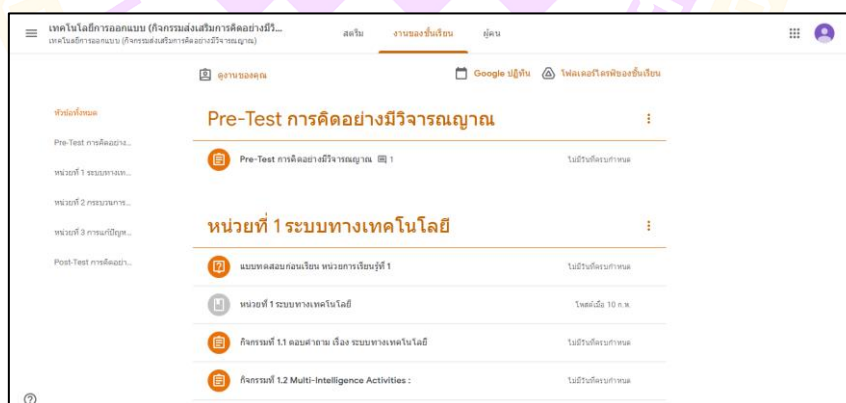 เทคโนโลยีการออกแบบ (กิจกรรมส่งเสริมการคิดอย่างมีวิ...
เทคโนโลยีการออกแบบ (กิจกรรมส่งเสริมการคิดอย่างมีวิจารณญาณ)
สตรีม งานของชั้นเรียน ผู้คน
ดูงานของคุณ
Google ปฏิทิน โฟลเดอร์ไดรฟ์ของชั้นเรียน
หัวข้อทั้งหมด
Pre-Test การคิดอย่าง...
หน่วยที่ 1 ระบบทางเท...
หน่วยที่ 2 กระบวนการ...
หน่วยที่ 3 การแก้ปัญห...
Post-Test การคิดอย่า...
Pre-Test การคิดอย่างมีวิจารณญาณ
Pre-Test การคิดอย่างมีวิจารณญาณ 1 ไม่มีวันที่ครบกำหนด
หน่วยที่ 1 ระบบทางเทคโนโลยี
แบบทดสอบก่อนเรียน หน่วยการเรียนรู้ที่ 1 ไม่มีวันที่ครบกำหนด
หน่วยที่ 1 ระบบทางเทคโนโลยี โพสต์เมื่อ 10 ก.พ.
กิจกรรมที่ 1.1 ตอบคำถาม เรื่อง ระบบทางเทคโนโลยี ไม่มีวันที่ครบกำหนด
กิจกรรมที่ 1.2 Multi-Intelligence Activities : ไม่มีวันที่ครบกำหนด